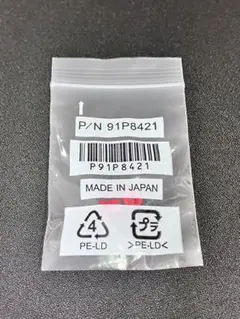 P/N 91P8421
P91P8421
MADE IN JAPAN
4 プラ
PE-LD >PE-LD<